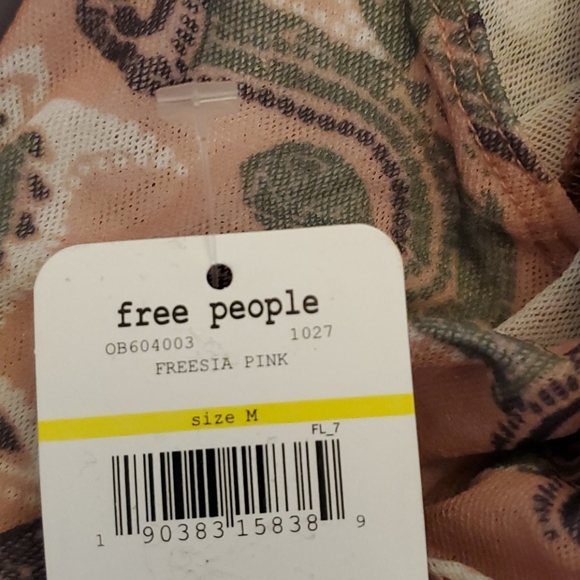 free people
OB604003 1027
FREESIA PINK
size M
FL_7
1 90383 15838 9